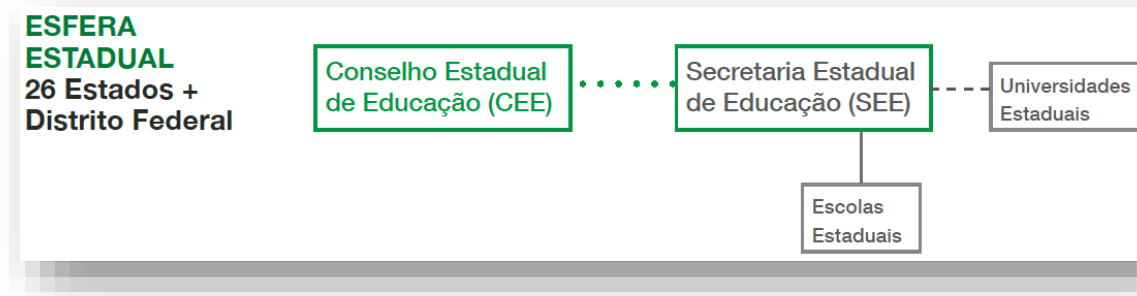 ESFERA
ESTADUAL
26 Estados +
Distrito Federal
Conselho Estadual
de Educação (CEE)
Secretaria Estadual
de Educação (SEE)
Universidades
Estaduais
Escolas
Estaduais